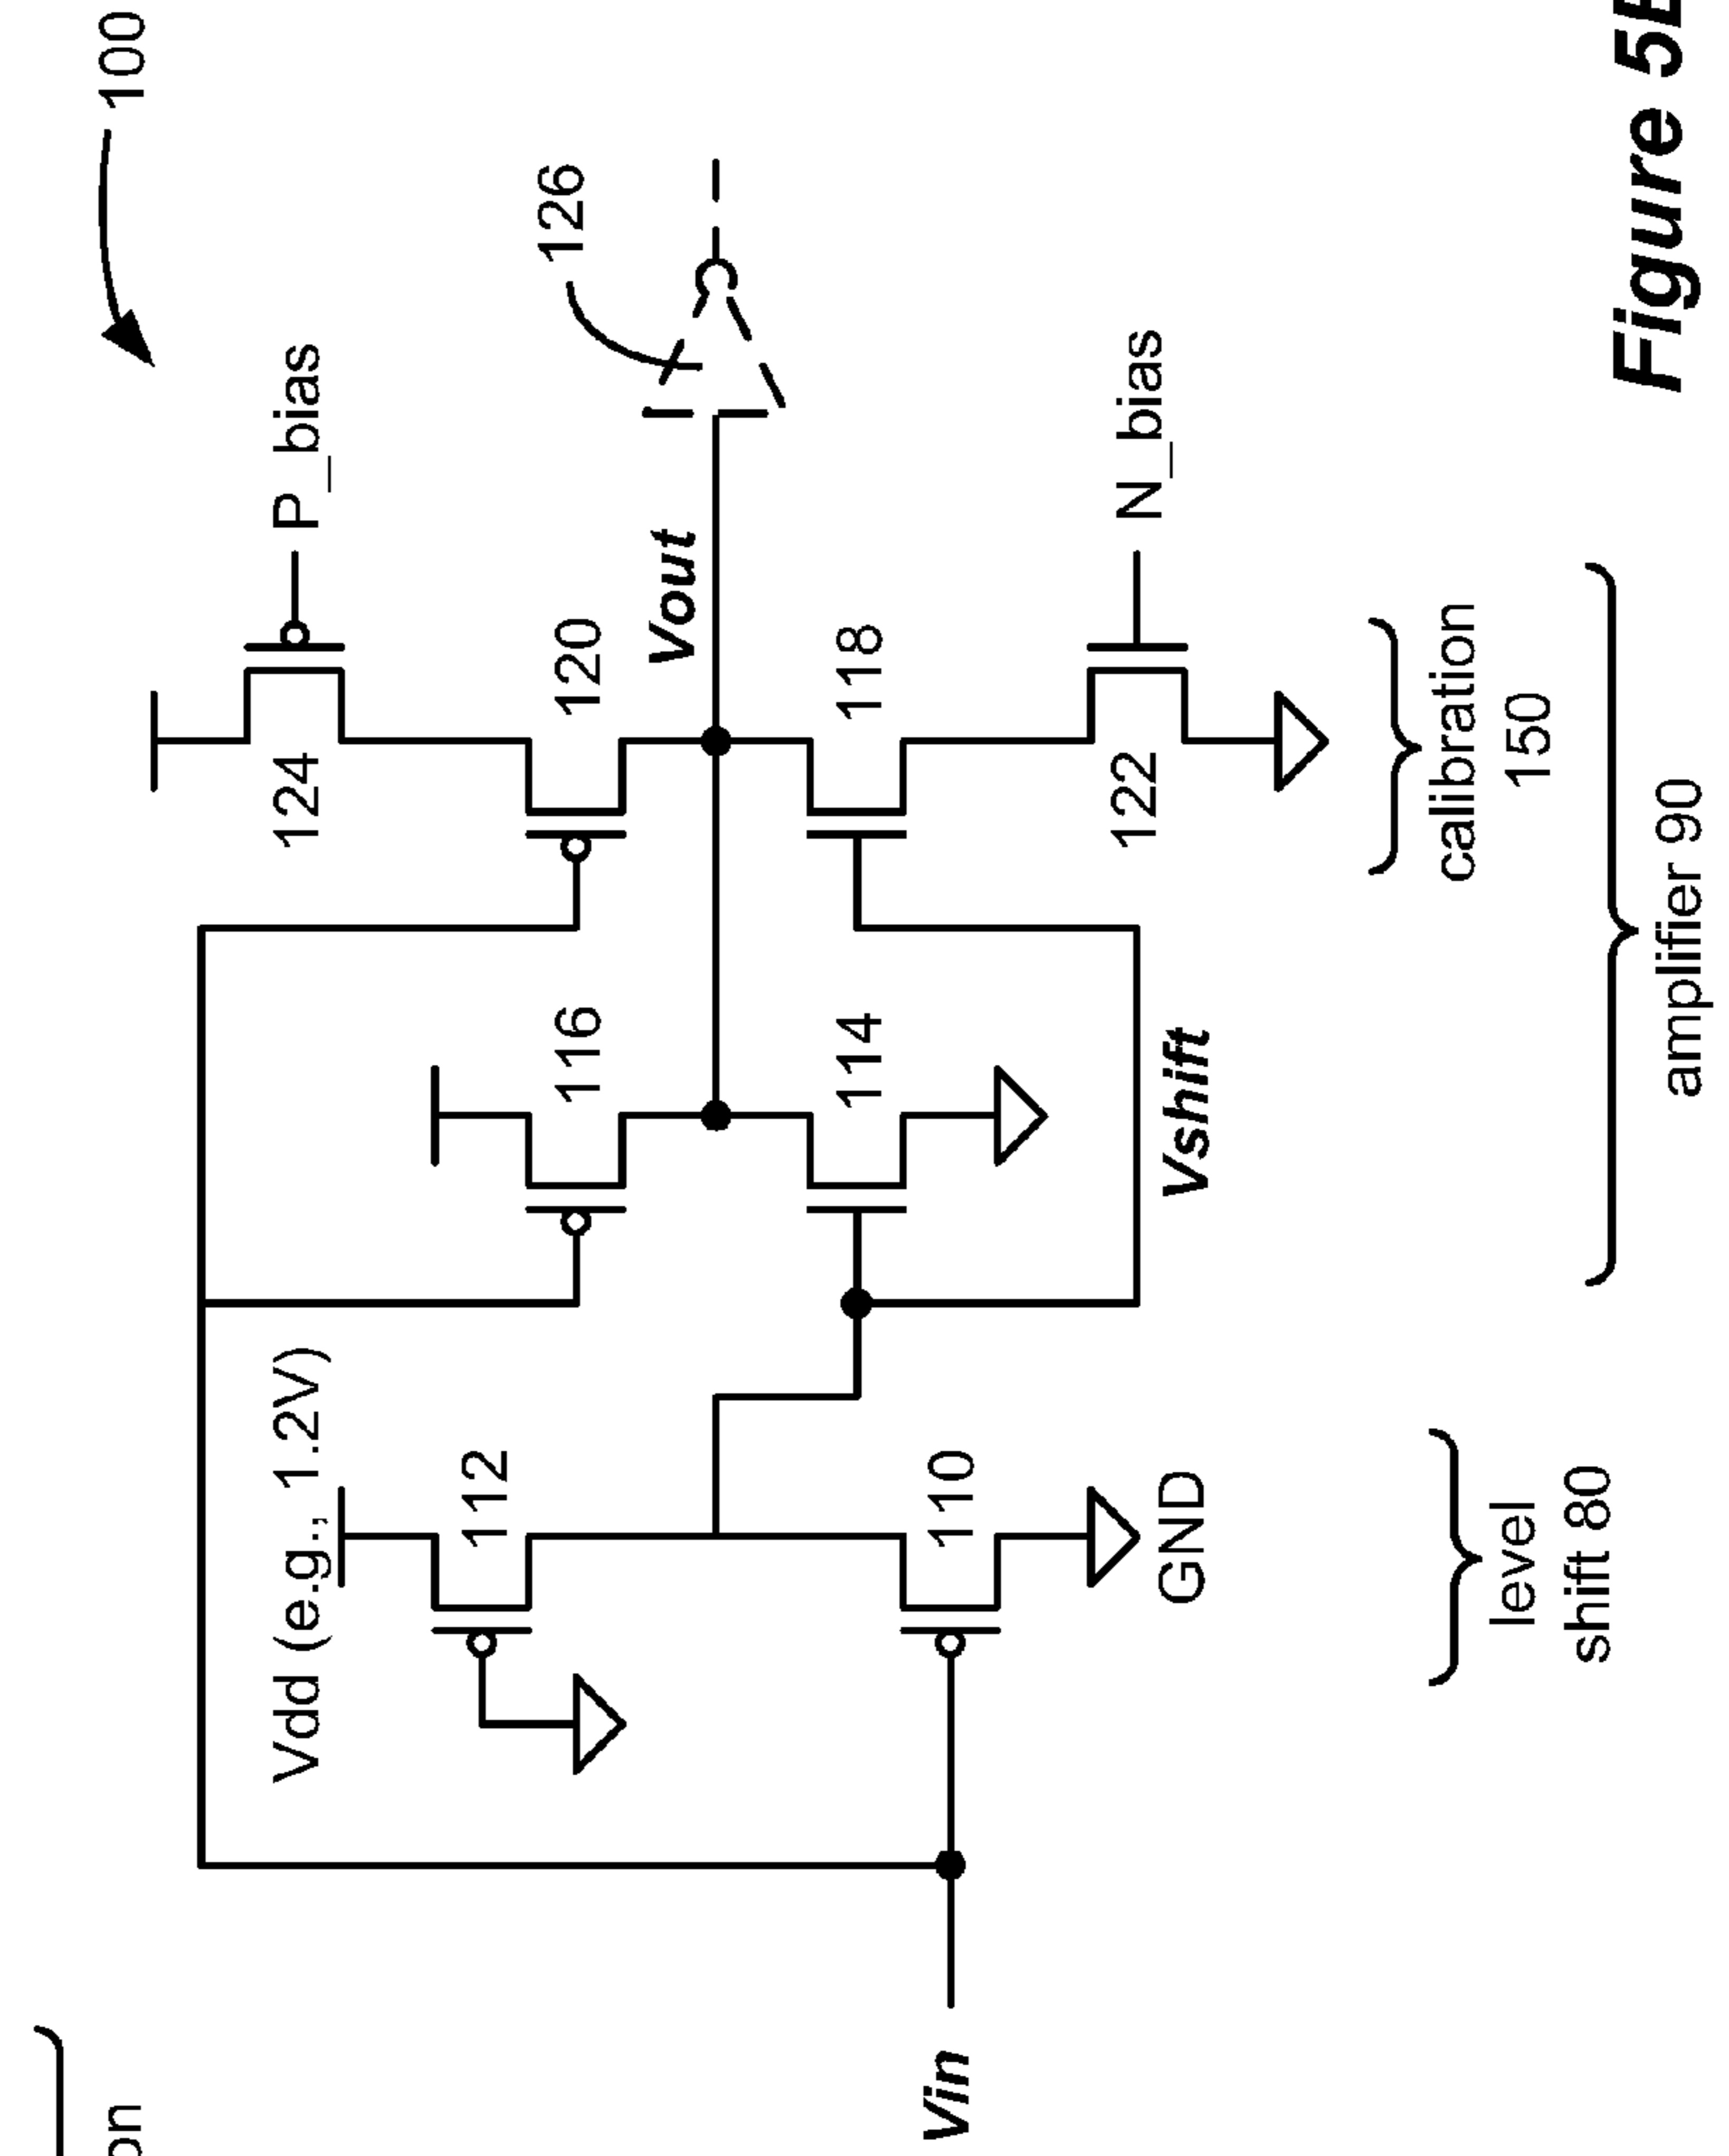 100
P_bias
124
120
126
Vout
118
122
N_bias
116
114
Vshift
Vdd (e.g., 1.2V)
112
110
GND
Vin
calibration
150
amplifier 90
level
shift 80
Figure